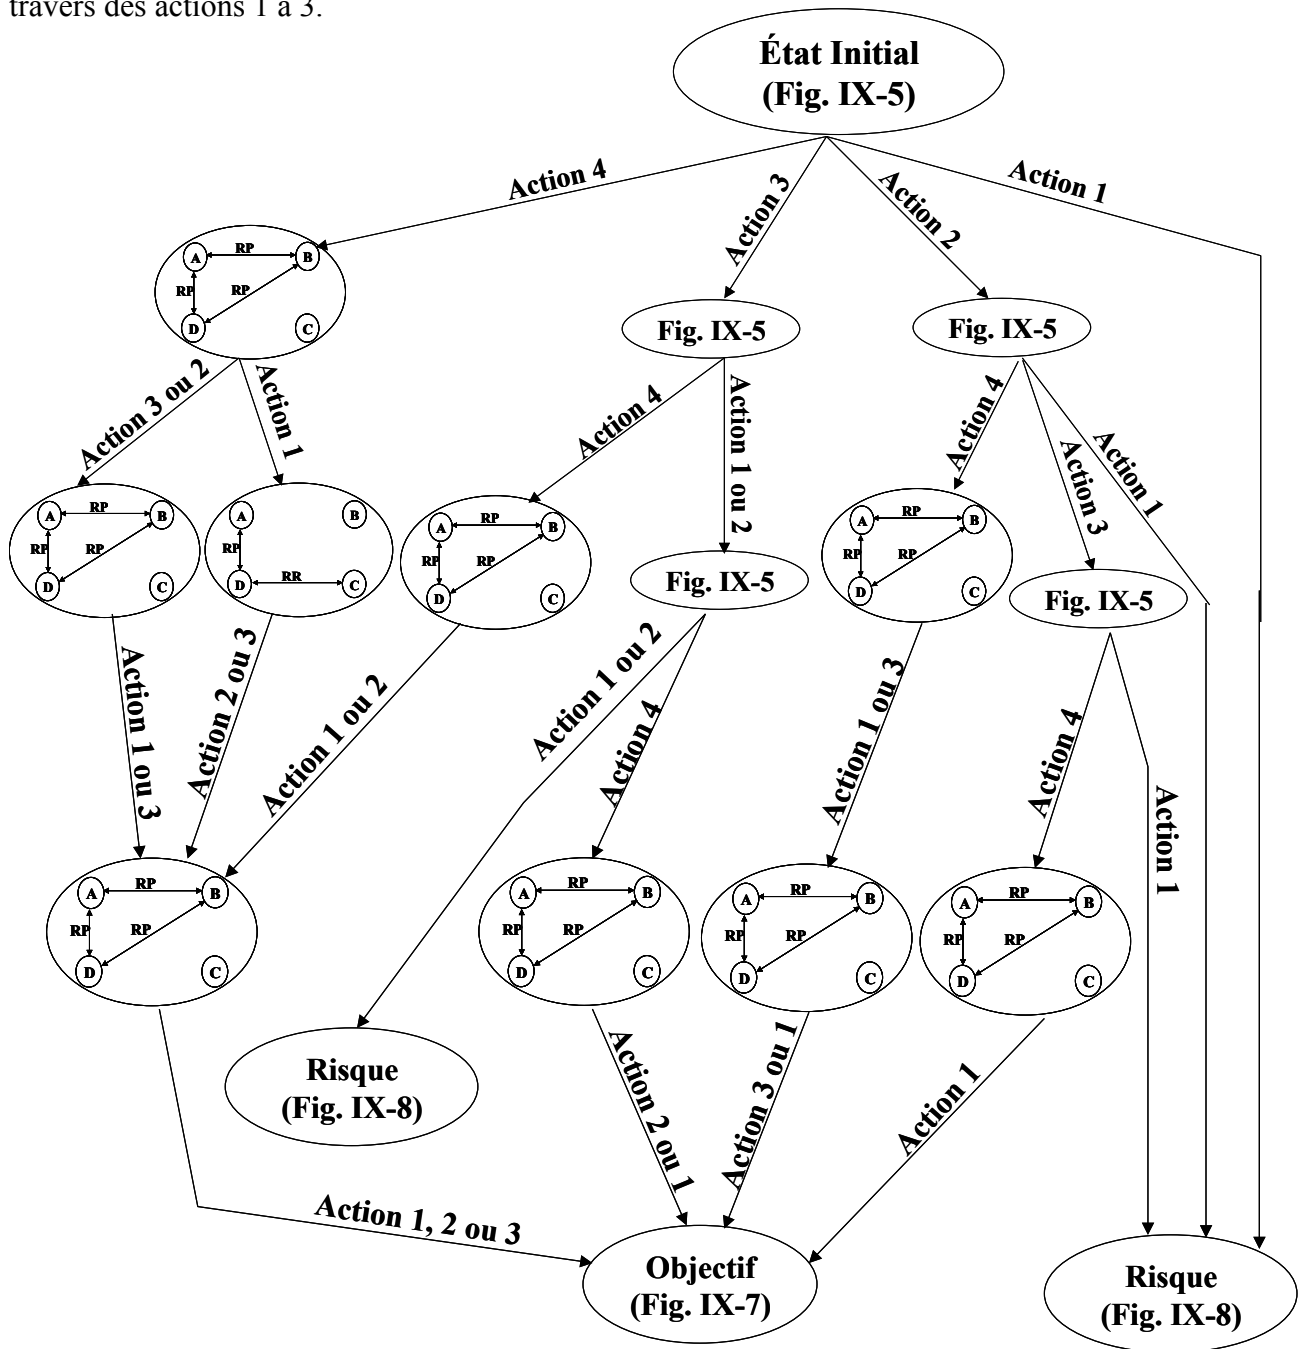 travers des actions 1 à 3.
État Initial
(Fig. IX-5)
Action 4
Action 3
Action 2
Action 1
A RP B
RP RP
D C
Fig. IX-5
Fig. IX-5
Action 3 ou 2
Action 1
Action 4
Action 1 ou 2
Action 4
Action 3
Action 1
A RP B
RP RP
D C
A B
RP
D RR C
A RP B
RP RP
D C
Fig. IX-5
A RP B
RP RP
D C
Fig. IX-5
Action 1 ou 3
Action 2 ou 3
Action 1 ou 2
Action 1 ou 2
Action 4
Action 1 ou 3
Action 4
Action 1
A RP B
RP RP
D C
A RP B
RP RP
D C
A RP B
RP RP
D C
A RP B
RP RP
D C
Risque
(Fig. IX-8)
Action 2 ou 1
Action 3 ou 1
Action 1
Action 1, 2 ou 3
Objectif
(Fig. IX-7)
Risque
(Fig. IX-8)